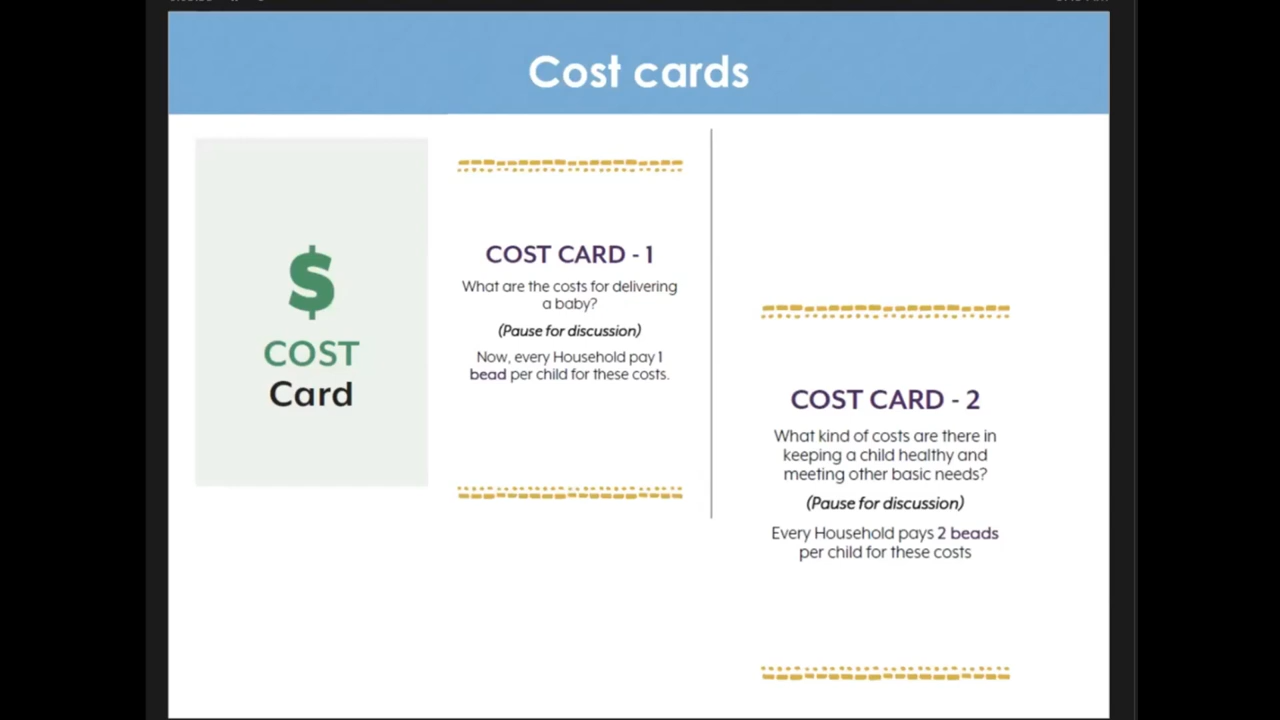 Cost cards
$
COST
Card
COST CARD - 1
What are the costs for delivering
a baby?
(Pause for discussion)
Now, every Household pay 1
bead per child for these costs.
COST CARD - 2
What kind of costs are there in
keeping a child healthy and
meeting other basic needs?
(Pause for discussion)
Every Household pays 2 beads
per child for these costs